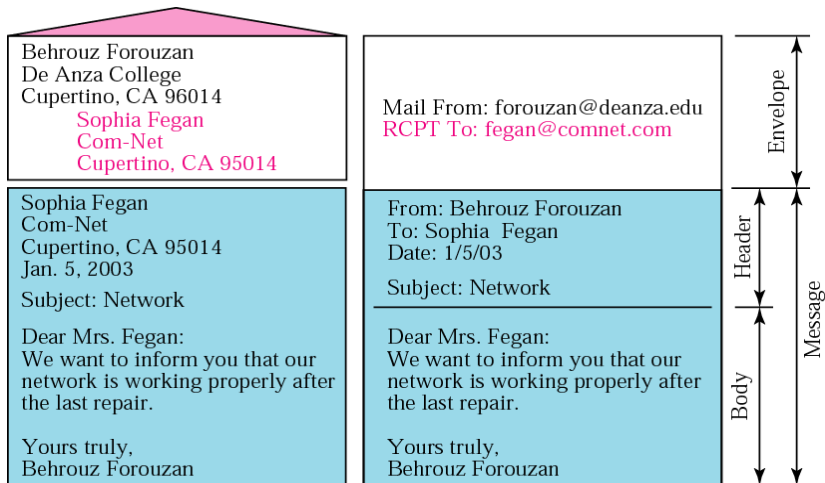 Behrouz Forouzan
De Anza College
Cupertino, CA 96014
Sophia Fegan
Com-Net
Cupertino, CA 95014
Sophia Fegan
Com-Net
Cupertino, CA 95014
Jan. 5, 2003
Subject: Network
Dear Mrs. Fegan:
We want to inform you that our
network is working properly after
the last repair.
Yours truly,
Behrouz Forouzan
Mail From: forouzan@deanza.edu
RCPT To: fegan@comnet.com
From: Behrouz Forouzan
To: Sophia Fegan
Date: 1/5/03
Subject: Network
Dear Mrs. Fegan:
We want to inform you that our
network is working properly after
the last repair.
Yours truly,
Behrouz Forouzan
Envelope
Header
Body
Message